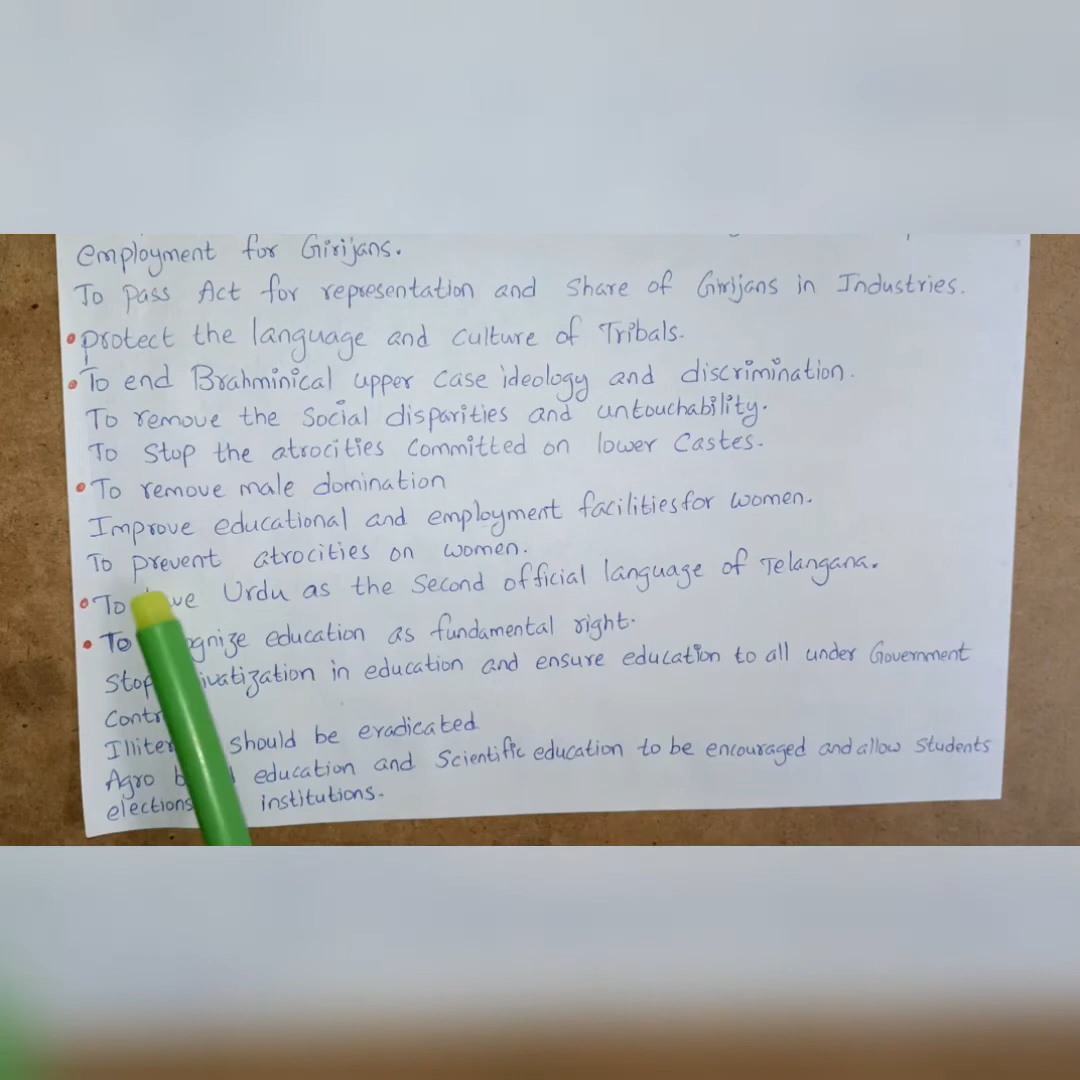 employment for Girijans.
To pass Act for representation and share of Girijans in Industries.
• protect the language and culture of Tribals.
• To end Brahminical upper case ideology and discrimination.
To remove the Social disparities and untouchability.
To stop the atrocities committed on lower castes.
• To remove male domination
Improve educational and employment facilities for women.
To prevent atrocities on women.
• To Urdu as the second official language of Telangana.
• To education as fundamental right.
Stop in education and ensure education to all under Government
should be eradicated
Agro education and Scientific education to be encouraged and allow students
elections institutions.